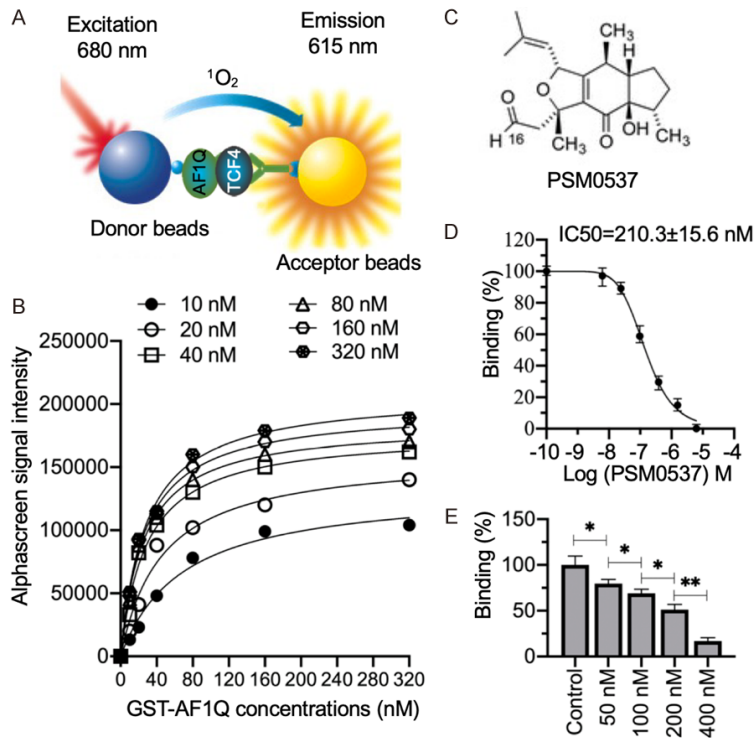 A
Excitation
680 nm
Emission
615 nm
¹O₂
AF1Q
TCF4
Donor beads
Acceptor beads
B
10 nM
20 nM
40 nM
80 nM
160 nM
320 nM
Alphascreen signal intensity
250000
200000
150000
100000
50000
0
0 40 80 120 160 200 240 280 320
GST-AF1Q concentrations (nM)
C
CH₃
H
O
O
H 16
CH₃
O
OH
CH₃
PSM0537
D
IC50=210.3±15.6 nM
Binding (%)
120
100
80
60
40
20
0
-10 -9 -8 -7 -6 -5 -4
Log (PSM0537) M
E
Binding (%)
150
100
50
0
* * * **
Control
50 nM
100 nM
200 nM
400 nM